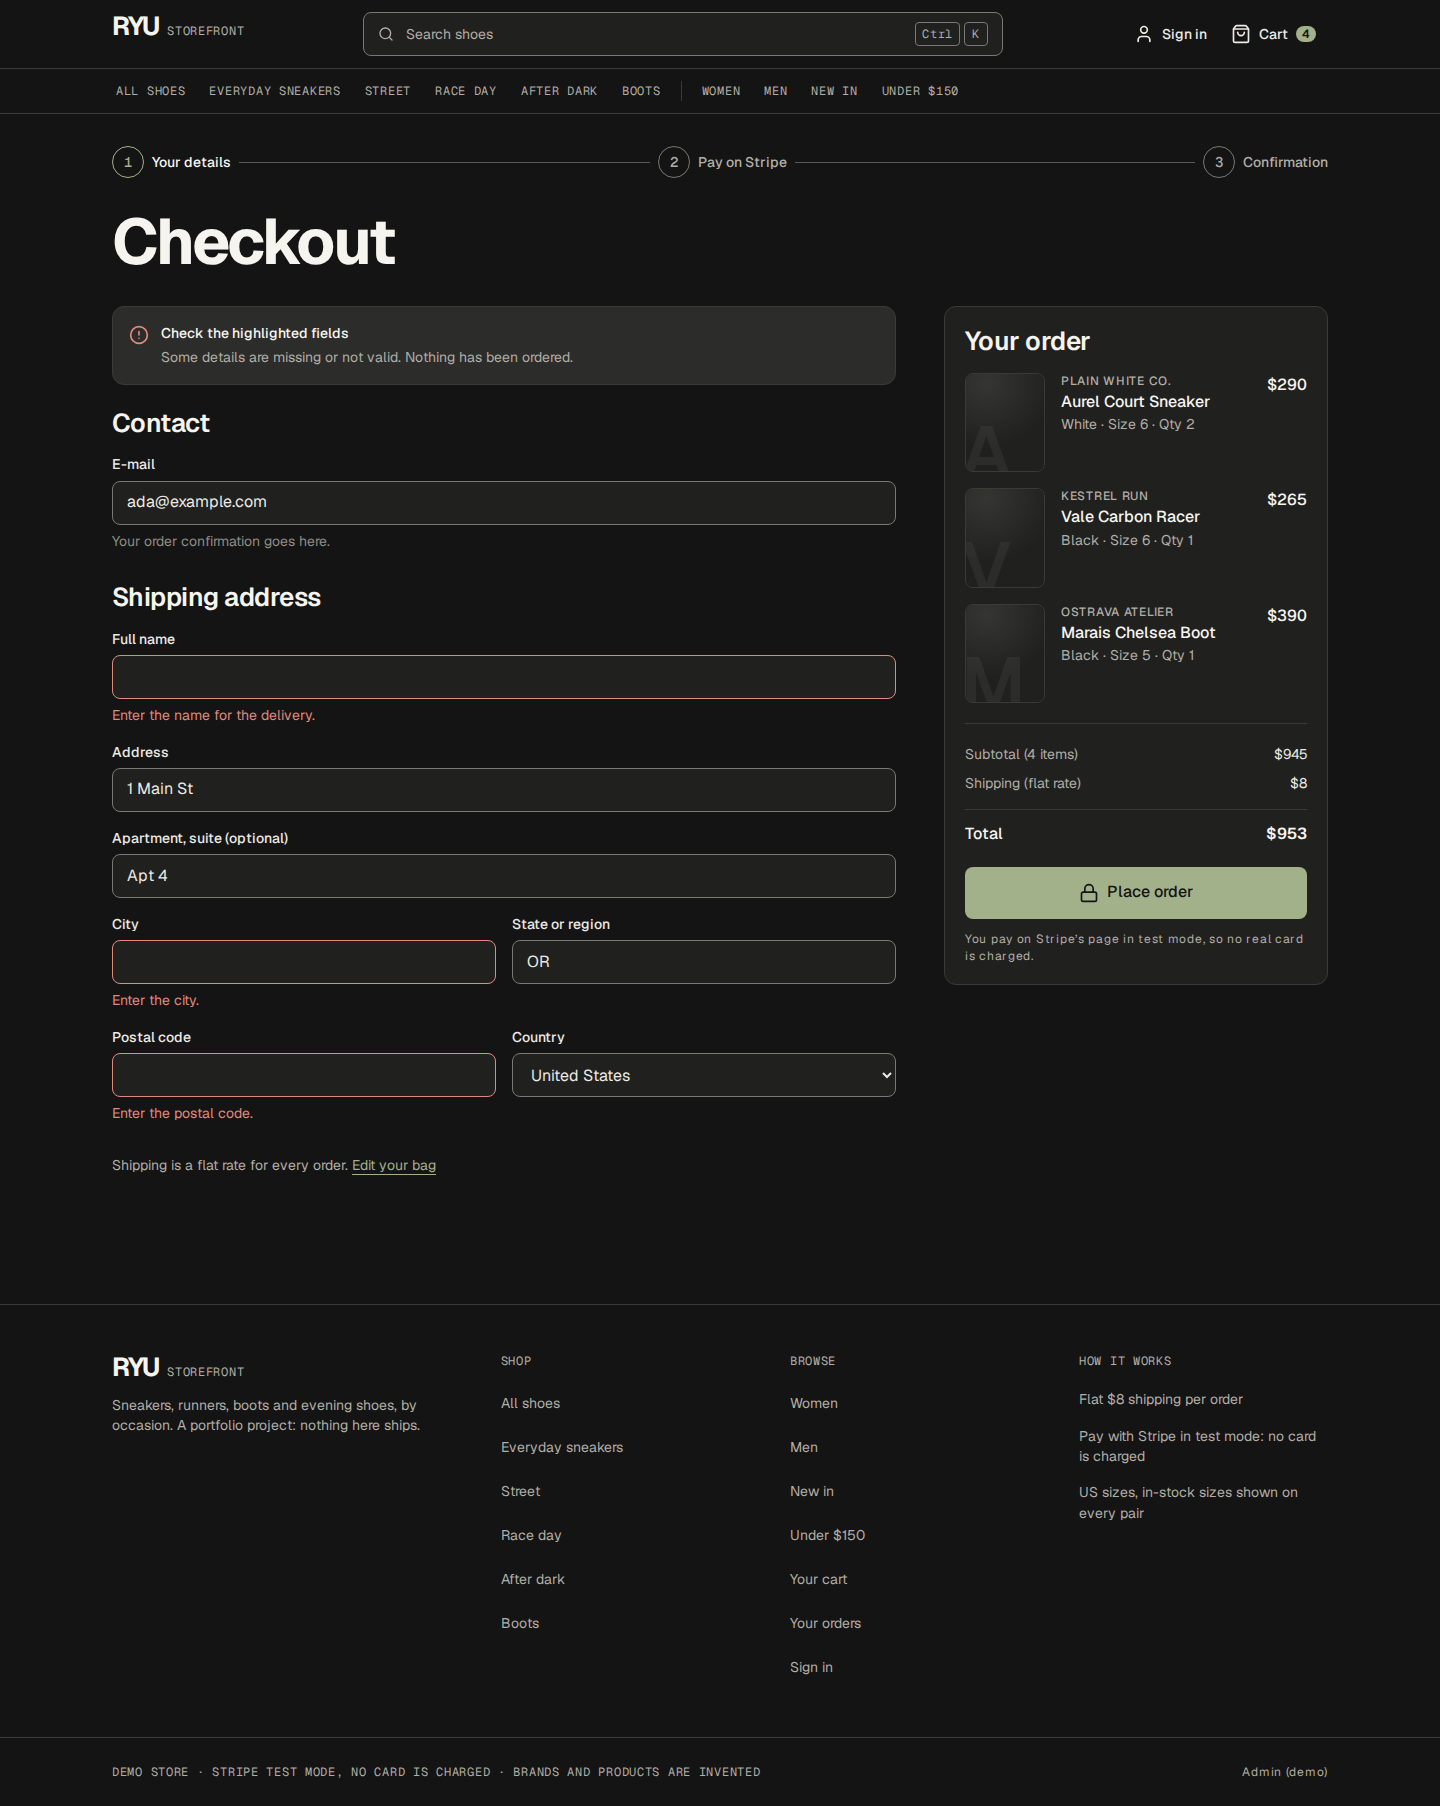 RYU STOREFRONT
Search shoes
Ctrl K
Sign in
Cart 4
ALL SHOES EVERYDAY SNEAKERS STREET RACE DAY AFTER DARK BOOTS WOMEN MEN NEW IN UNDER $150
1 Your details
2 Pay on Stripe
3 Confirmation
Checkout
Check the highlighted fields
Some details are missing or not valid. Nothing has been ordered.
Contact
E-mail
ada@example.com
Your order confirmation goes here.
Shipping address
Full name
Enter the name for the delivery.
Address
1 Main St
Apartment, suite (optional)
Apt 4
City
Enter the city.
State or region
OR
Postal code
Enter the postal code.
Country
United States
Shipping is a flat rate for every order. Edit your bag
Your order
A
PLAIN WHITE CO.
Aurel Court Sneaker
White · Size 6 · Qty 2
$290
V
KESTREL RUN
Vale Carbon Racer
Black · Size 6 · Qty 1
$265
M
OSTRAVA ATELIER
Marais Chelsea Boot
Black · Size 5 · Qty 1
$390
Subtotal (4 items) $945
Shipping (flat rate) $8
Total $953
Place order
You pay on Stripe's page in test mode, so no real card
is charged.
RYU STOREFRONT
Sneakers, runners, boots and evening shoes, by
occasion. A portfolio project: nothing here ships.
SHOP
All shoes
Everyday sneakers
Street
Race day
After dark
Boots
BROWSE
Women
Men
New in
Under $150
Your cart
Your orders
Sign in
HOW IT WORKS
Flat $8 shipping per order
Pay with Stripe in test mode: no card
is charged
US sizes, in-stock sizes shown on
every pair
DEMO STORE · STRIPE TEST MODE, NO CARD IS CHARGED · BRANDS AND PRODUCTS ARE INVENTED
Admin (demo)